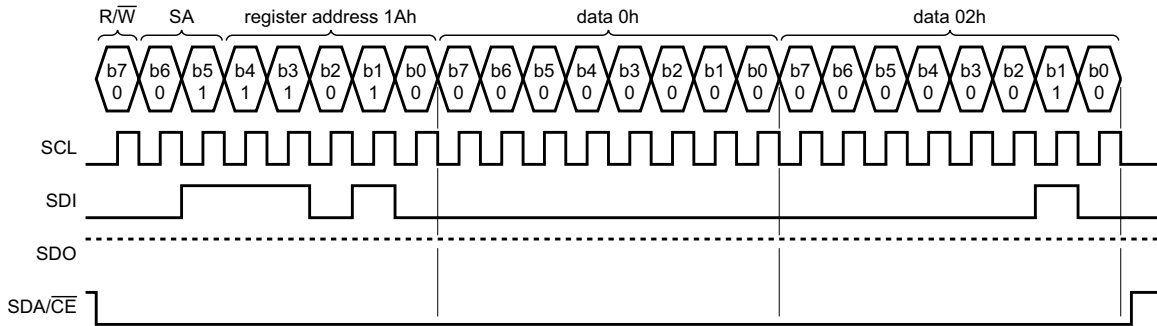 R/W SA register address 1Ah data 0h data 02h
b7 b6 b5 b4 b3 b2 b1 b0 b7 b6 b5 b4 b3 b2 b1 b0 b7 b6 b5 b4 b3 b2 b1 b0
0 0 1 1 1 0 1 0 0 0 0 0 0 0 0 0 0 0 0 0 0 0 1 0
SCL
SDI
SDO
SDA/CE